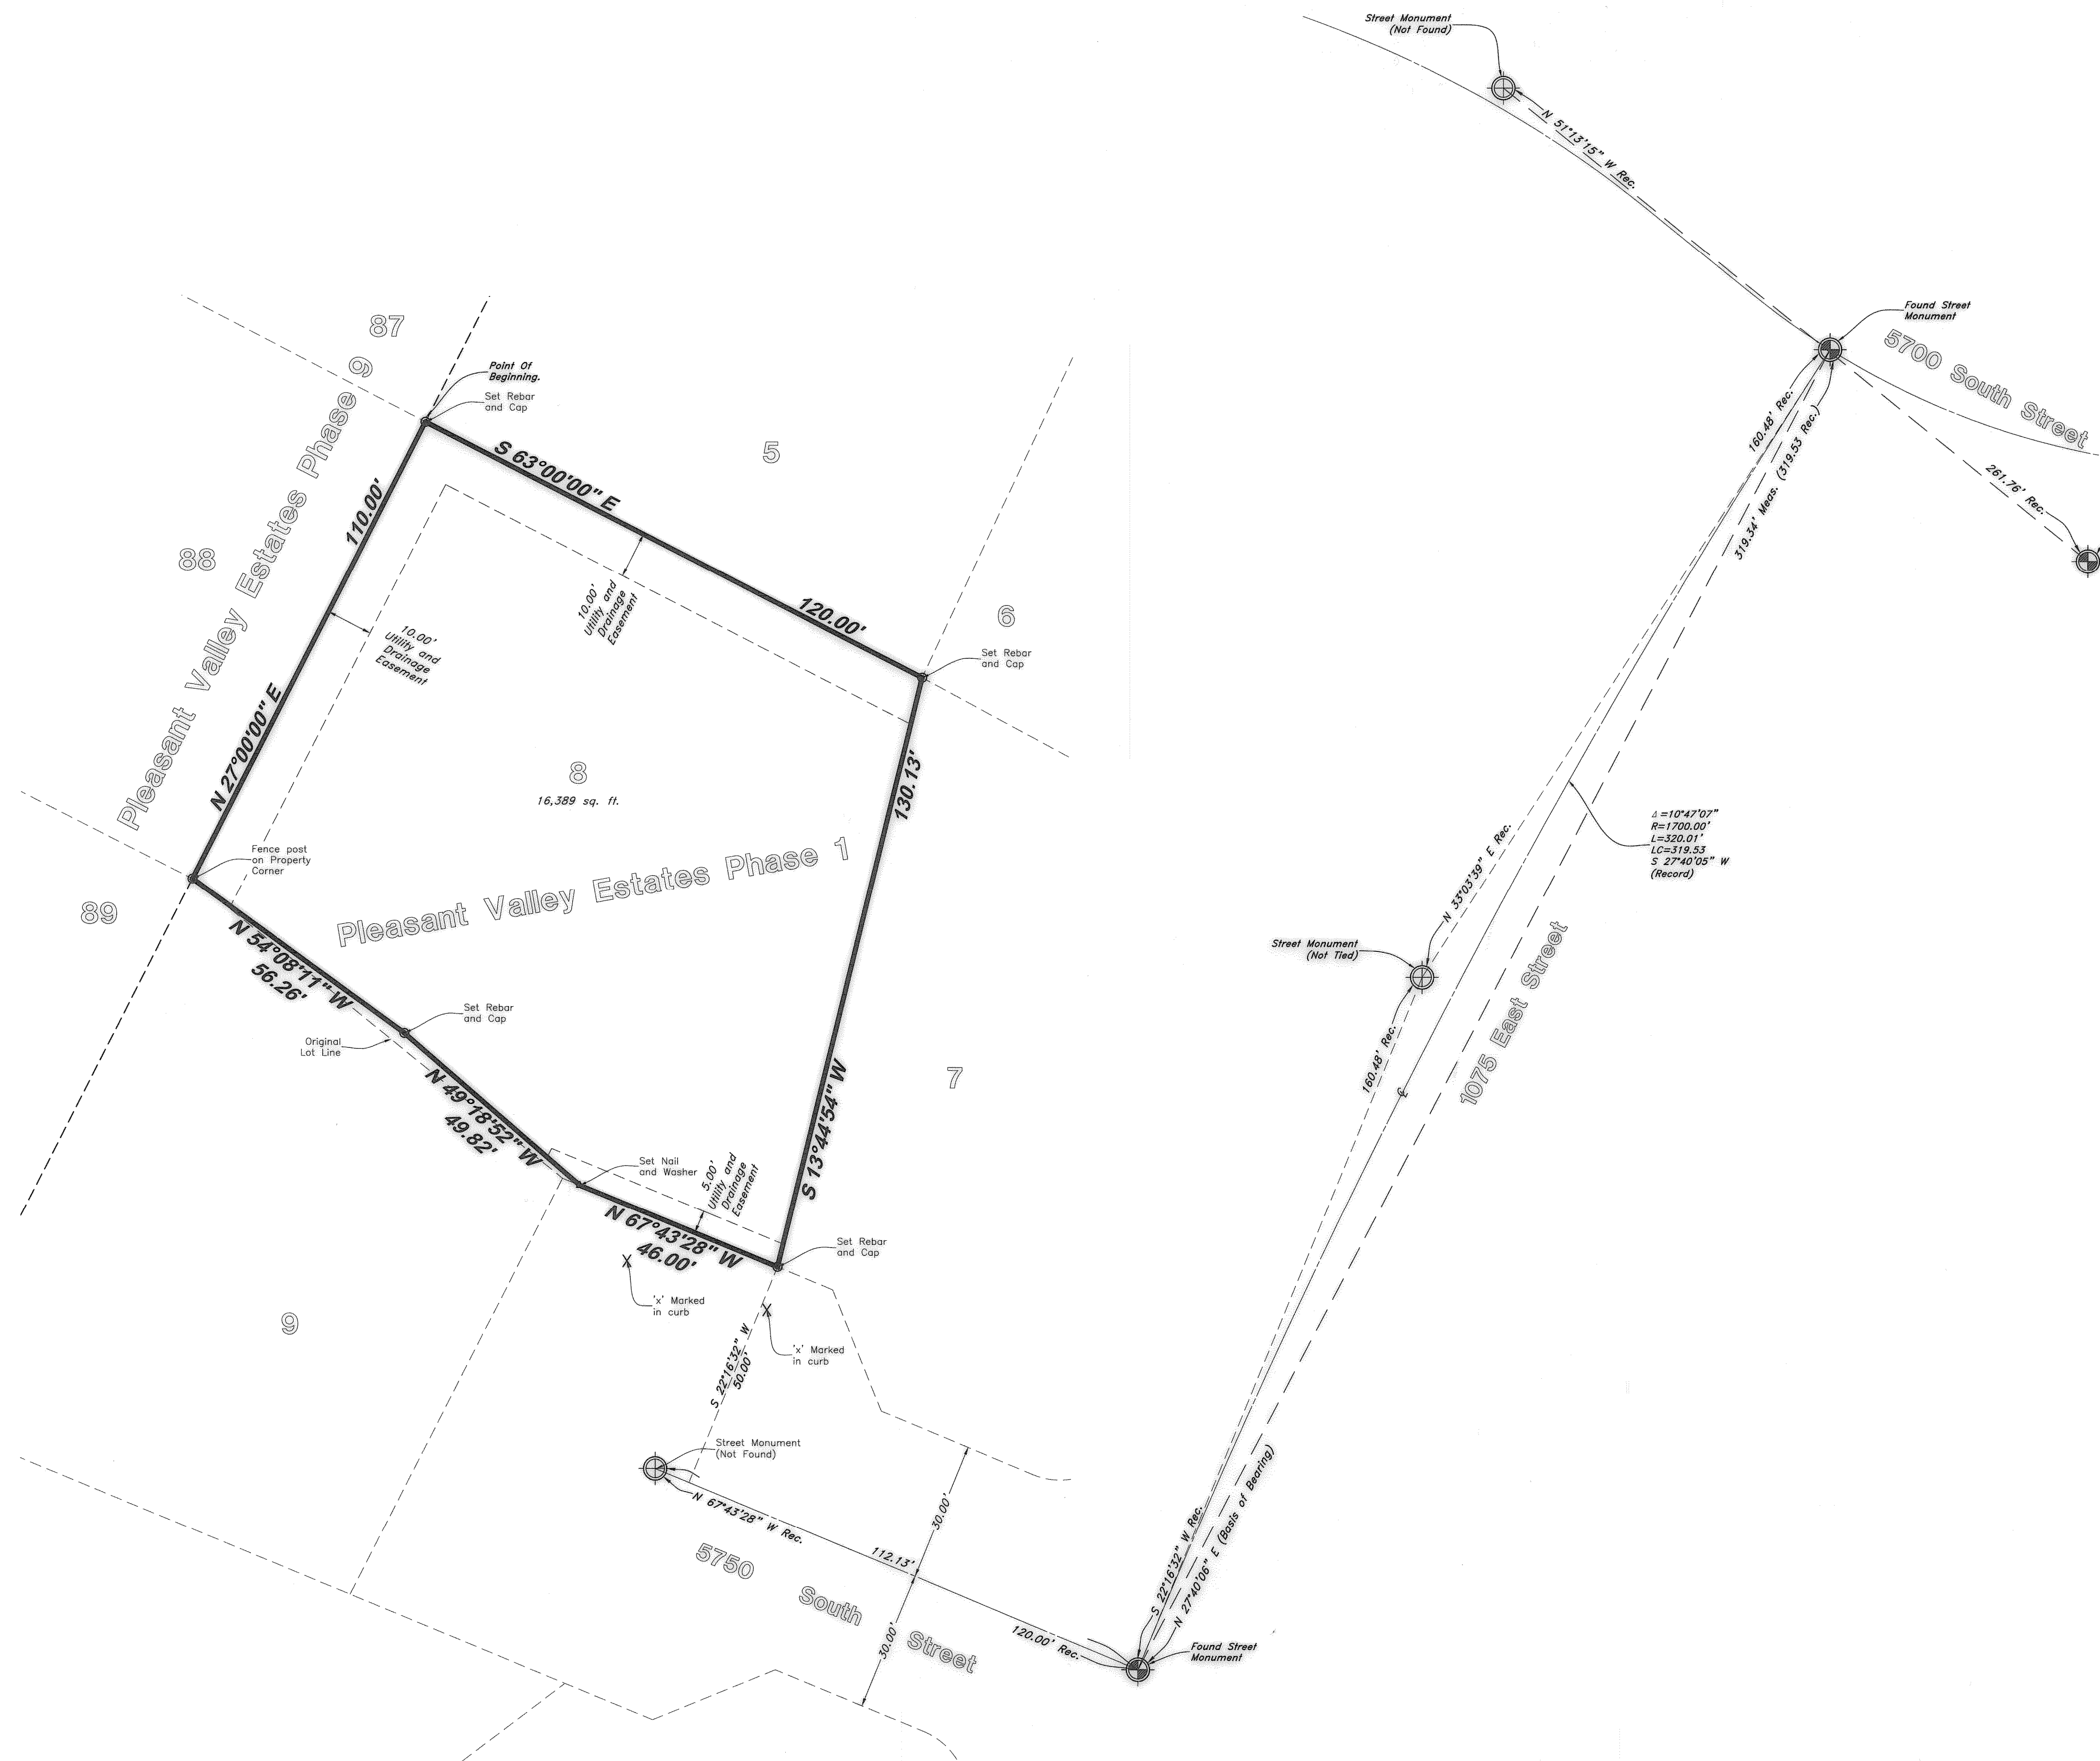 Street Monument
(Not Found)
N 51°13'15" W Rec.
Found Street
Monument
5700 South Street
261.76' Rec.
160.48' Rec.
319.34' Meas. (319.53 Rec.)
87
Pleasant Valley Estates Phase 9
88
89
Point Of
Beginning.
Set Rebar
and Cap
S 63°00'00" E
120.00'
5
6
110.00'
N 27°00'00" E
10.00'
Utility and
Drainage
Easement
10.00'
Utility and
Drainage
Easement
Set Rebar
and Cap
8
16,389 sq. ft.
130.13'
S 13°44'54" W
Pleasant Valley Estates Phase 1
Fence post
on Property
Corner
N 54°08'11" W
56.26'
Set Rebar
and Cap
Original
Lot Line
N 49°18'52" W
49.82'
7
Set Nail
and Washer
5.00'
Utility and
Drainage
Easement
N 67°43'28" W
46.00'
Set Rebar
and Cap
'x' Marked
in curb
'x' Marked
in curb
9
S 22°16'32" W
50.00'
Street Monument
(Not Found)
N 67°43'28" W Rec.
112.13'
120.00' Rec.
30.00'
30.00'
5750 South Street
Δ=10°47'07"
R=1700.00'
L=320.01'
LC=319.53
S 27°40'05" W
(Record)
N 33°03'39" E Rec.
Street Monument
(Not Tied)
160.48' Rec.
1075 East Street
S 22°16'32" W Rec.
N 27°40'06" E (Basis of Bearing)
Found Street
Monument